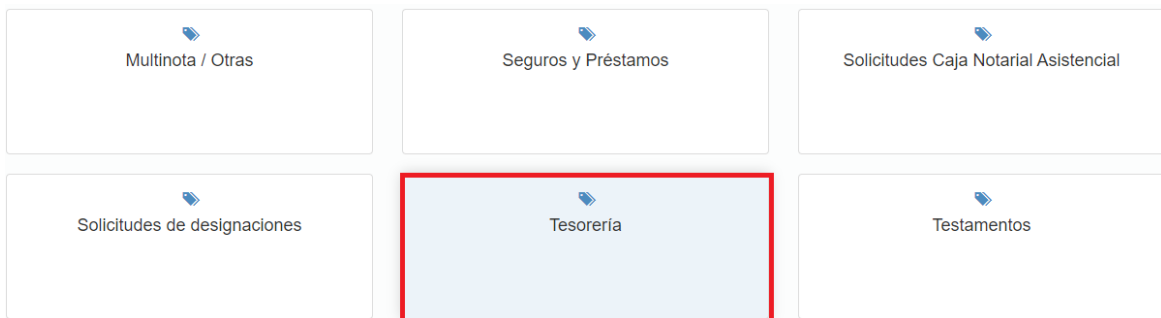 Multinota / Otras
Seguros y Préstamos
Solicitudes Caja Notarial Asistencial
Solicitudes de designaciones
Tesorería
Testamentos